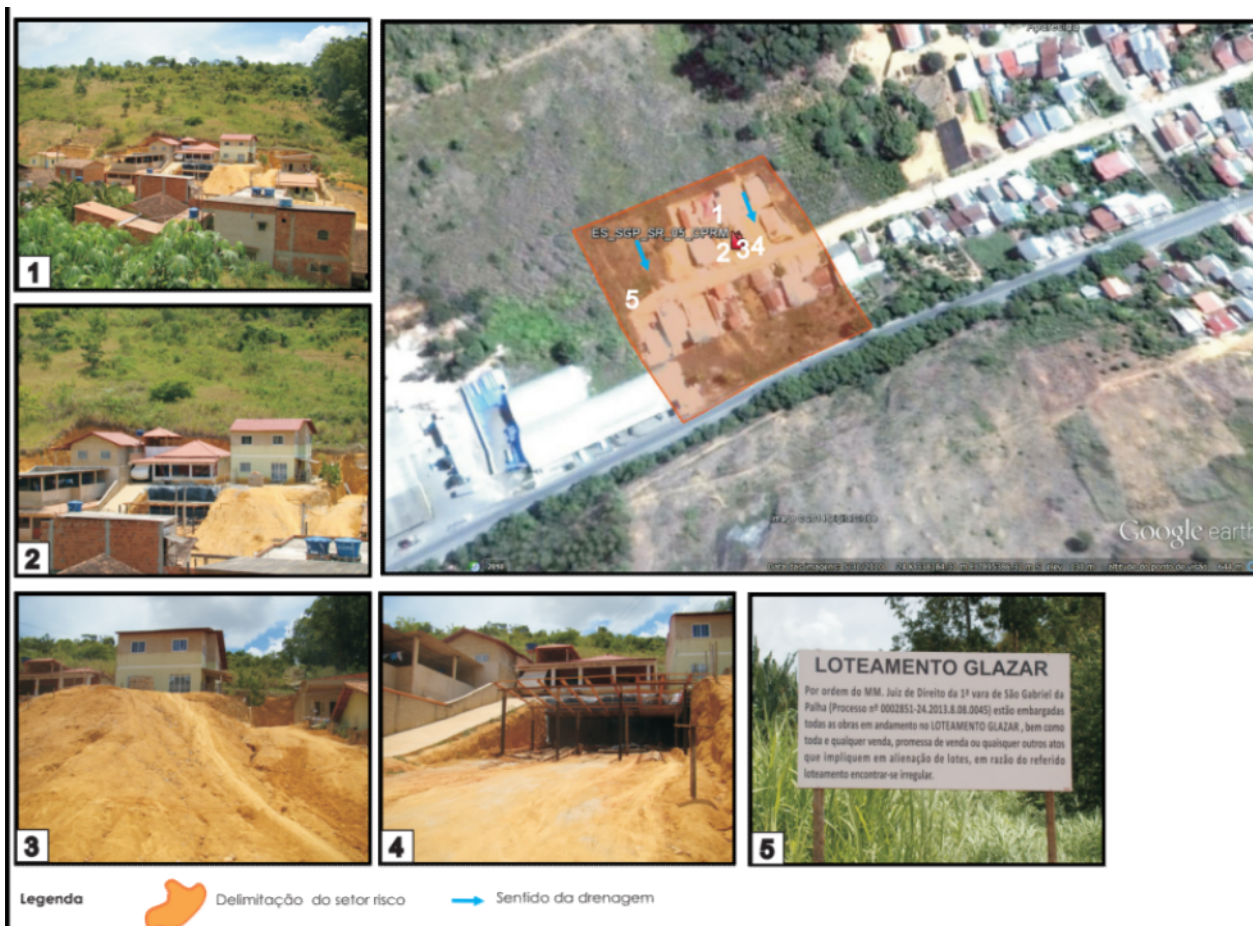 1
2
3
4
5
1
2
34
5
ES_SGP_SR_05_CPRM
Google earth
LOTEAMENTO GLAZAR
Por ordem do MM. Juiz de Direito da 1ª vara de São Gabriel da
Palha (Processo nº 0002851-24.2013.8.08.0045) estão embargadas
todas as obras em andamento no LOTEAMENTO GLAZAR , bem como
toda e qualquer venda, promessa de venda ou quaisquer outros atos
que impliquem em alienação de lotes, em razão do referido
loteamento encontrar-se irregular.
Legenda
Delimitação do setor risco
Sentido da drenagem